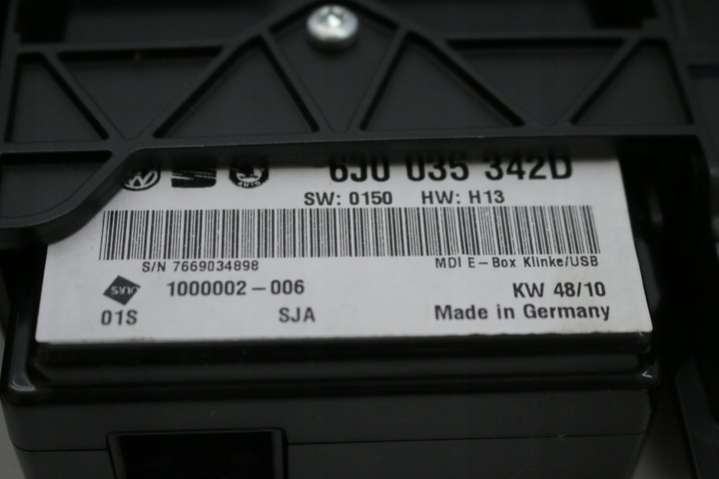 6J0 035 342D
SW: 0150 HW: H13
S/N 7669034898 MDI E-Box Klinke/USB
1000002-006 KW 48/10
01S SJA Made in Germany